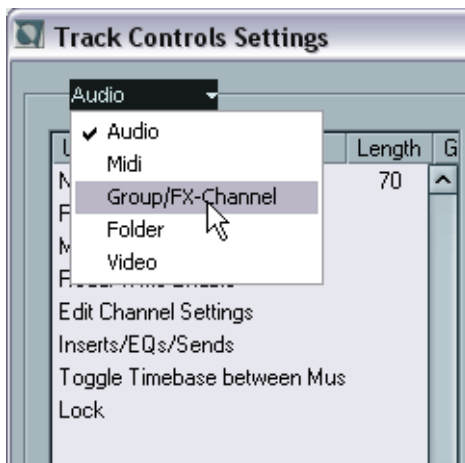 Track Controls Settings
Audio
Length
Audio
Midi
70
Group/FX-Channel
Folder
Video
Edit Channel Settings
Inserts/EQs/Sends
Toggle Timebase between Mus
Lock